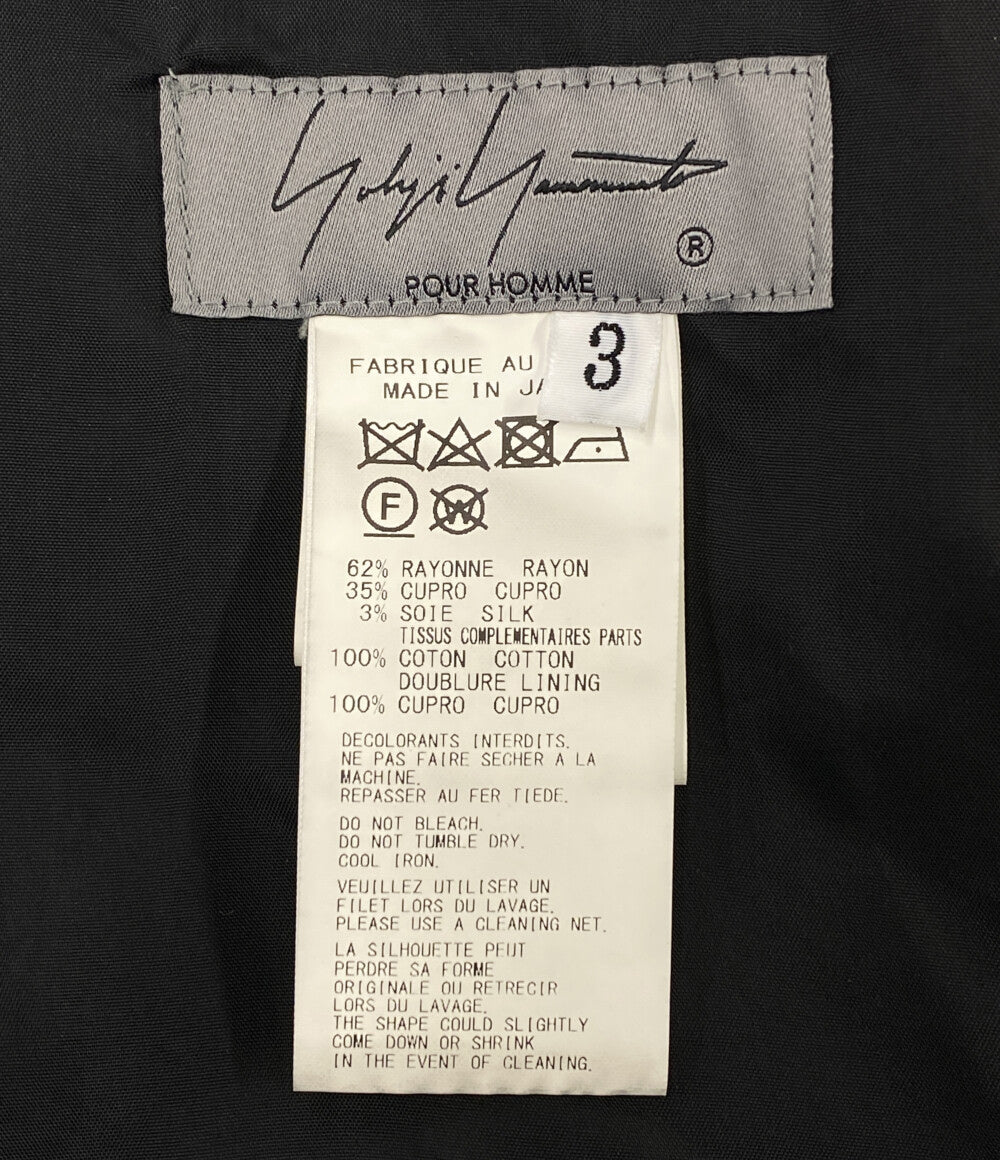 Yohji Yamamoto
®
POUR HOMME
3
FABRIQUE AU
MADE IN JA
F W
62% RAYONNE RAYON
35% CUPRO CUPRO
3% SOIE SILK
TISSUS COMPLEMENTAIRES PARTS
100% COTON COTTON
DOUBLURE LINING
100% CUPRO CUPRO
DECOLORANTS INTERDITS.
NE PAS FAIRE SECHER A LA
MACHINE.
REPASSER AU FER TIEDE.
DO NOT BLEACH.
DO NOT TUMBLE DRY.
COOL IRON.
VEUILLEZ UTILISER UN
FILET LORS DU LAVAGE.
PLEASE USE A CLEANING NET.
LA SILHOUETTE PEUT
PERDRE SA FORME
ORIGINALE OU RETRECIR
LORS DU LAVAGE.
THE SHAPE COULD SLIGHTLY
COME DOWN OR SHRINK
IN THE EVENT OF CLEANING.